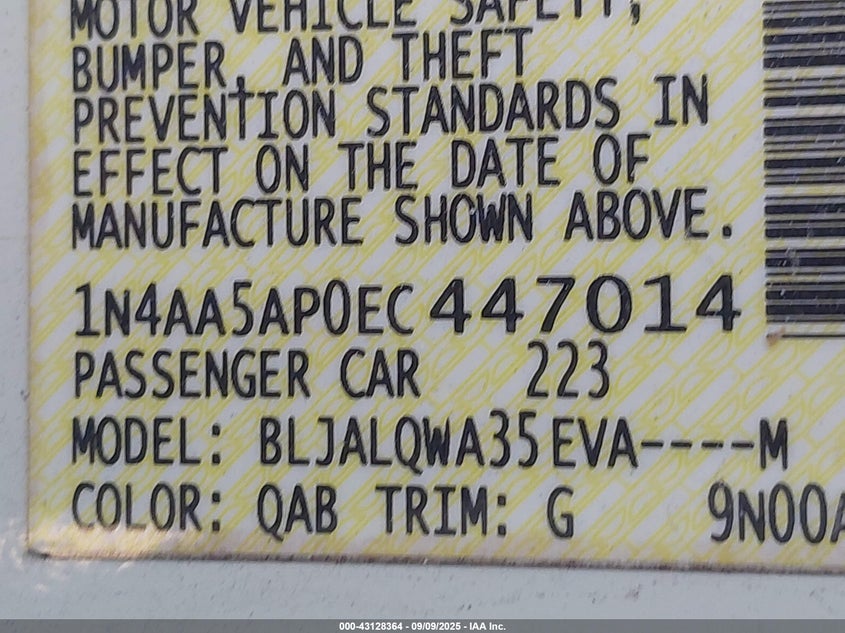 MOTOR VEHICLE SAFETY,
BUMPER, AND THEFT
PREVENTION STANDARDS IN
EFFECT ON THE DATE OF
MANUFACTURE SHOWN ABOVE.
1N4AA5AP0EC447014
PASSENGER CAR 223
MODEL: BLJALQWA35EVA----M
COLOR: QAB TRIM: G 9N00A
000-43128364 - 09/09/2025 - IAA Inc.